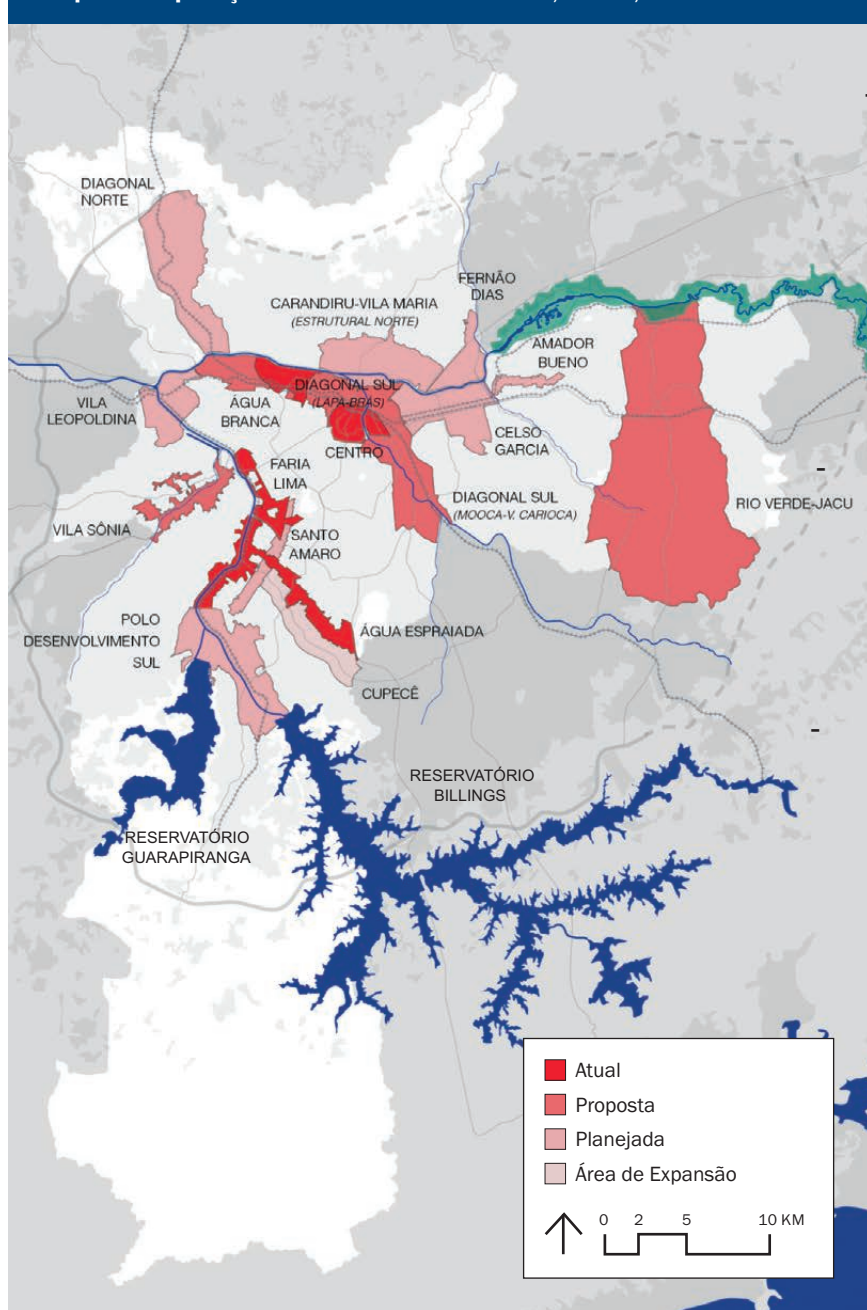 DIAGONAL
NORTE
FERNÃO
DIAS
CARANDIRU-VILA MARIA
(ESTRUTURAL NORTE)
AMADOR
BUENO
DIAGONAL SUL
(LAPA-BRÁS)
VILA
LEOPOLDINA
ÁGUA
BRANCA
CELSO
GARCIA
CENTRO
FARIA
LIMA
DIAGONAL SUL
(MOOCA-V. CARIOCA)
RIO VERDE-JACU
VILA SÔNIA
SANTO
AMARO
POLO
DESENVOLVIMENTO
SUL
ÁGUA ESPRAIADA
CUPECÊ
RESERVATÓRIO
BILLINGS
RESERVATÓRIO
GUARAPIRANGA
Atual
Proposta
Planejada
Área de Expansão
0 2 5 10 KM